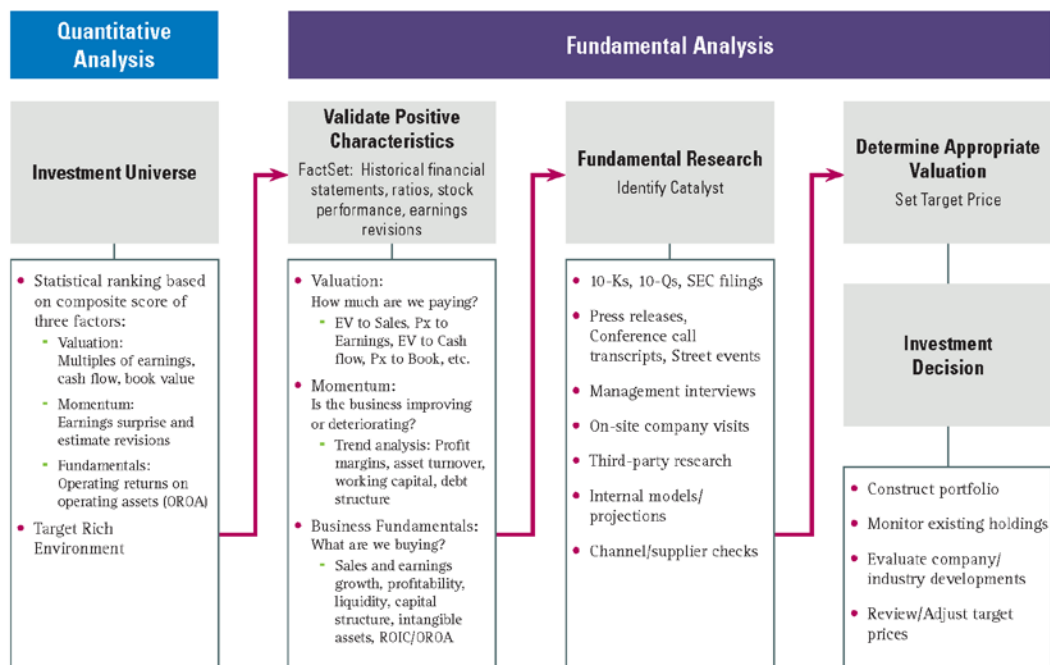 Quantitative
Analysis
Fundamental Analysis
Investment Universe
• Statistical ranking based
on composite score of
three factors:
- Valuation:
Multiples of earnings,
cash flow, book value
- Momentum:
Earnings surprise and
estimate revisions
- Fundamentals:
Operating returns on
operating assets (OROA)
• Target Rich
Environment
Validate Positive
Characteristics
FactSet: Historical financial
statements, ratios, stock
performance, earnings
revisions
• Valuation:
How much are we paying?
- EV to Sales, Px to
Earnings, EV to Cash
flow, Px to Book, etc.
• Momentum:
Is the business improving
or deteriorating?
- Trend analysis: Profit
margins, asset turnover,
working capital, debt
structure
• Business Fundamentals:
What are we buying?
- Sales and earnings
growth, profitability,
liquidity, capital
structure, intangible
assets, ROIC/OROA
Fundamental Research
Identify Catalyst
• 10-Ks, 10-Qs, SEC filings
• Press releases,
Conference call
transcripts, Street events
• Management interviews
• On-site company visits
• Third-party research
• Internal models/
projections
• Channel/supplier checks
Determine Appropriate
Valuation
Set Target Price
Investment
Decision
• Construct portfolio
• Monitor existing holdings
• Evaluate company/
industry developments
• Review/Adjust target
prices